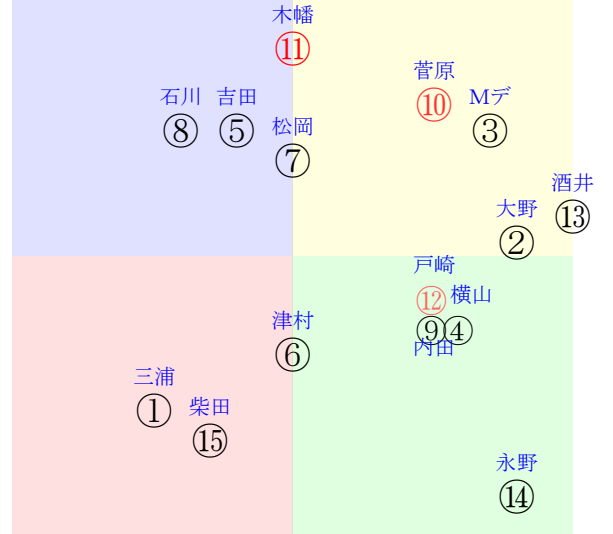 木幡
⑪
菅原
⑩
石川 吉田
⑧ ⑤
Mデ
③
松岡
⑦
酒井
⑬
大野
②
戸崎
⑫ 横山
⑨④
内田
津村
⑥
三浦
①
柴田
⑮
永野
⑭